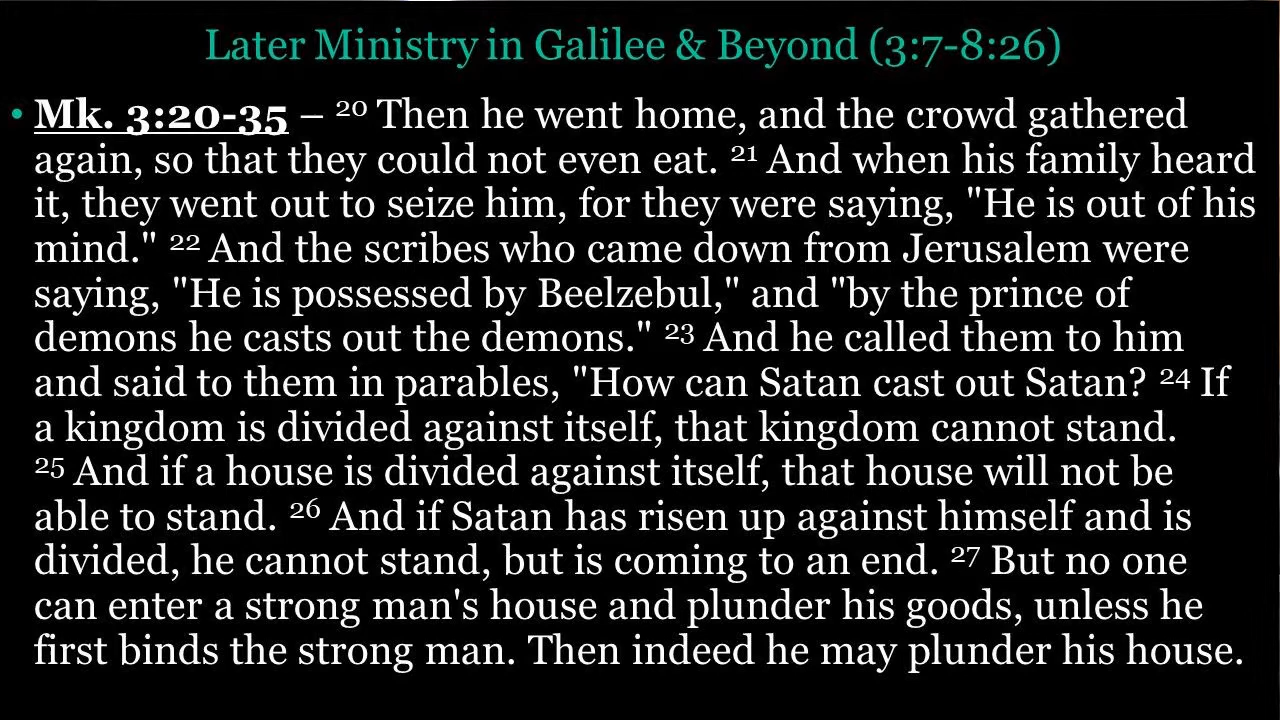 Later Ministry in Galilee & Beyond (3:7-8:26)
• Mk. 3:20-35 – 20 Then he went home, and the crowd gathered
again, so that they could not even eat. 21 And when his family heard
it, they went out to seize him, for they were saying, "He is out of his
mind." 22 And the scribes who came down from Jerusalem were
saying, "He is possessed by Beelzebul," and "by the prince of
demons he casts out the demons." 23 And he called them to him
and said to them in parables, "How can Satan cast out Satan? 24 If
a kingdom is divided against itself, that kingdom cannot stand.
25 And if a house is divided against itself, that house will not be
able to stand. 26 And if Satan has risen up against himself and is
divided, he cannot stand, but is coming to an end. 27 But no one
can enter a strong man's house and plunder his goods, unless he
first binds the strong man. Then indeed he may plunder his house.